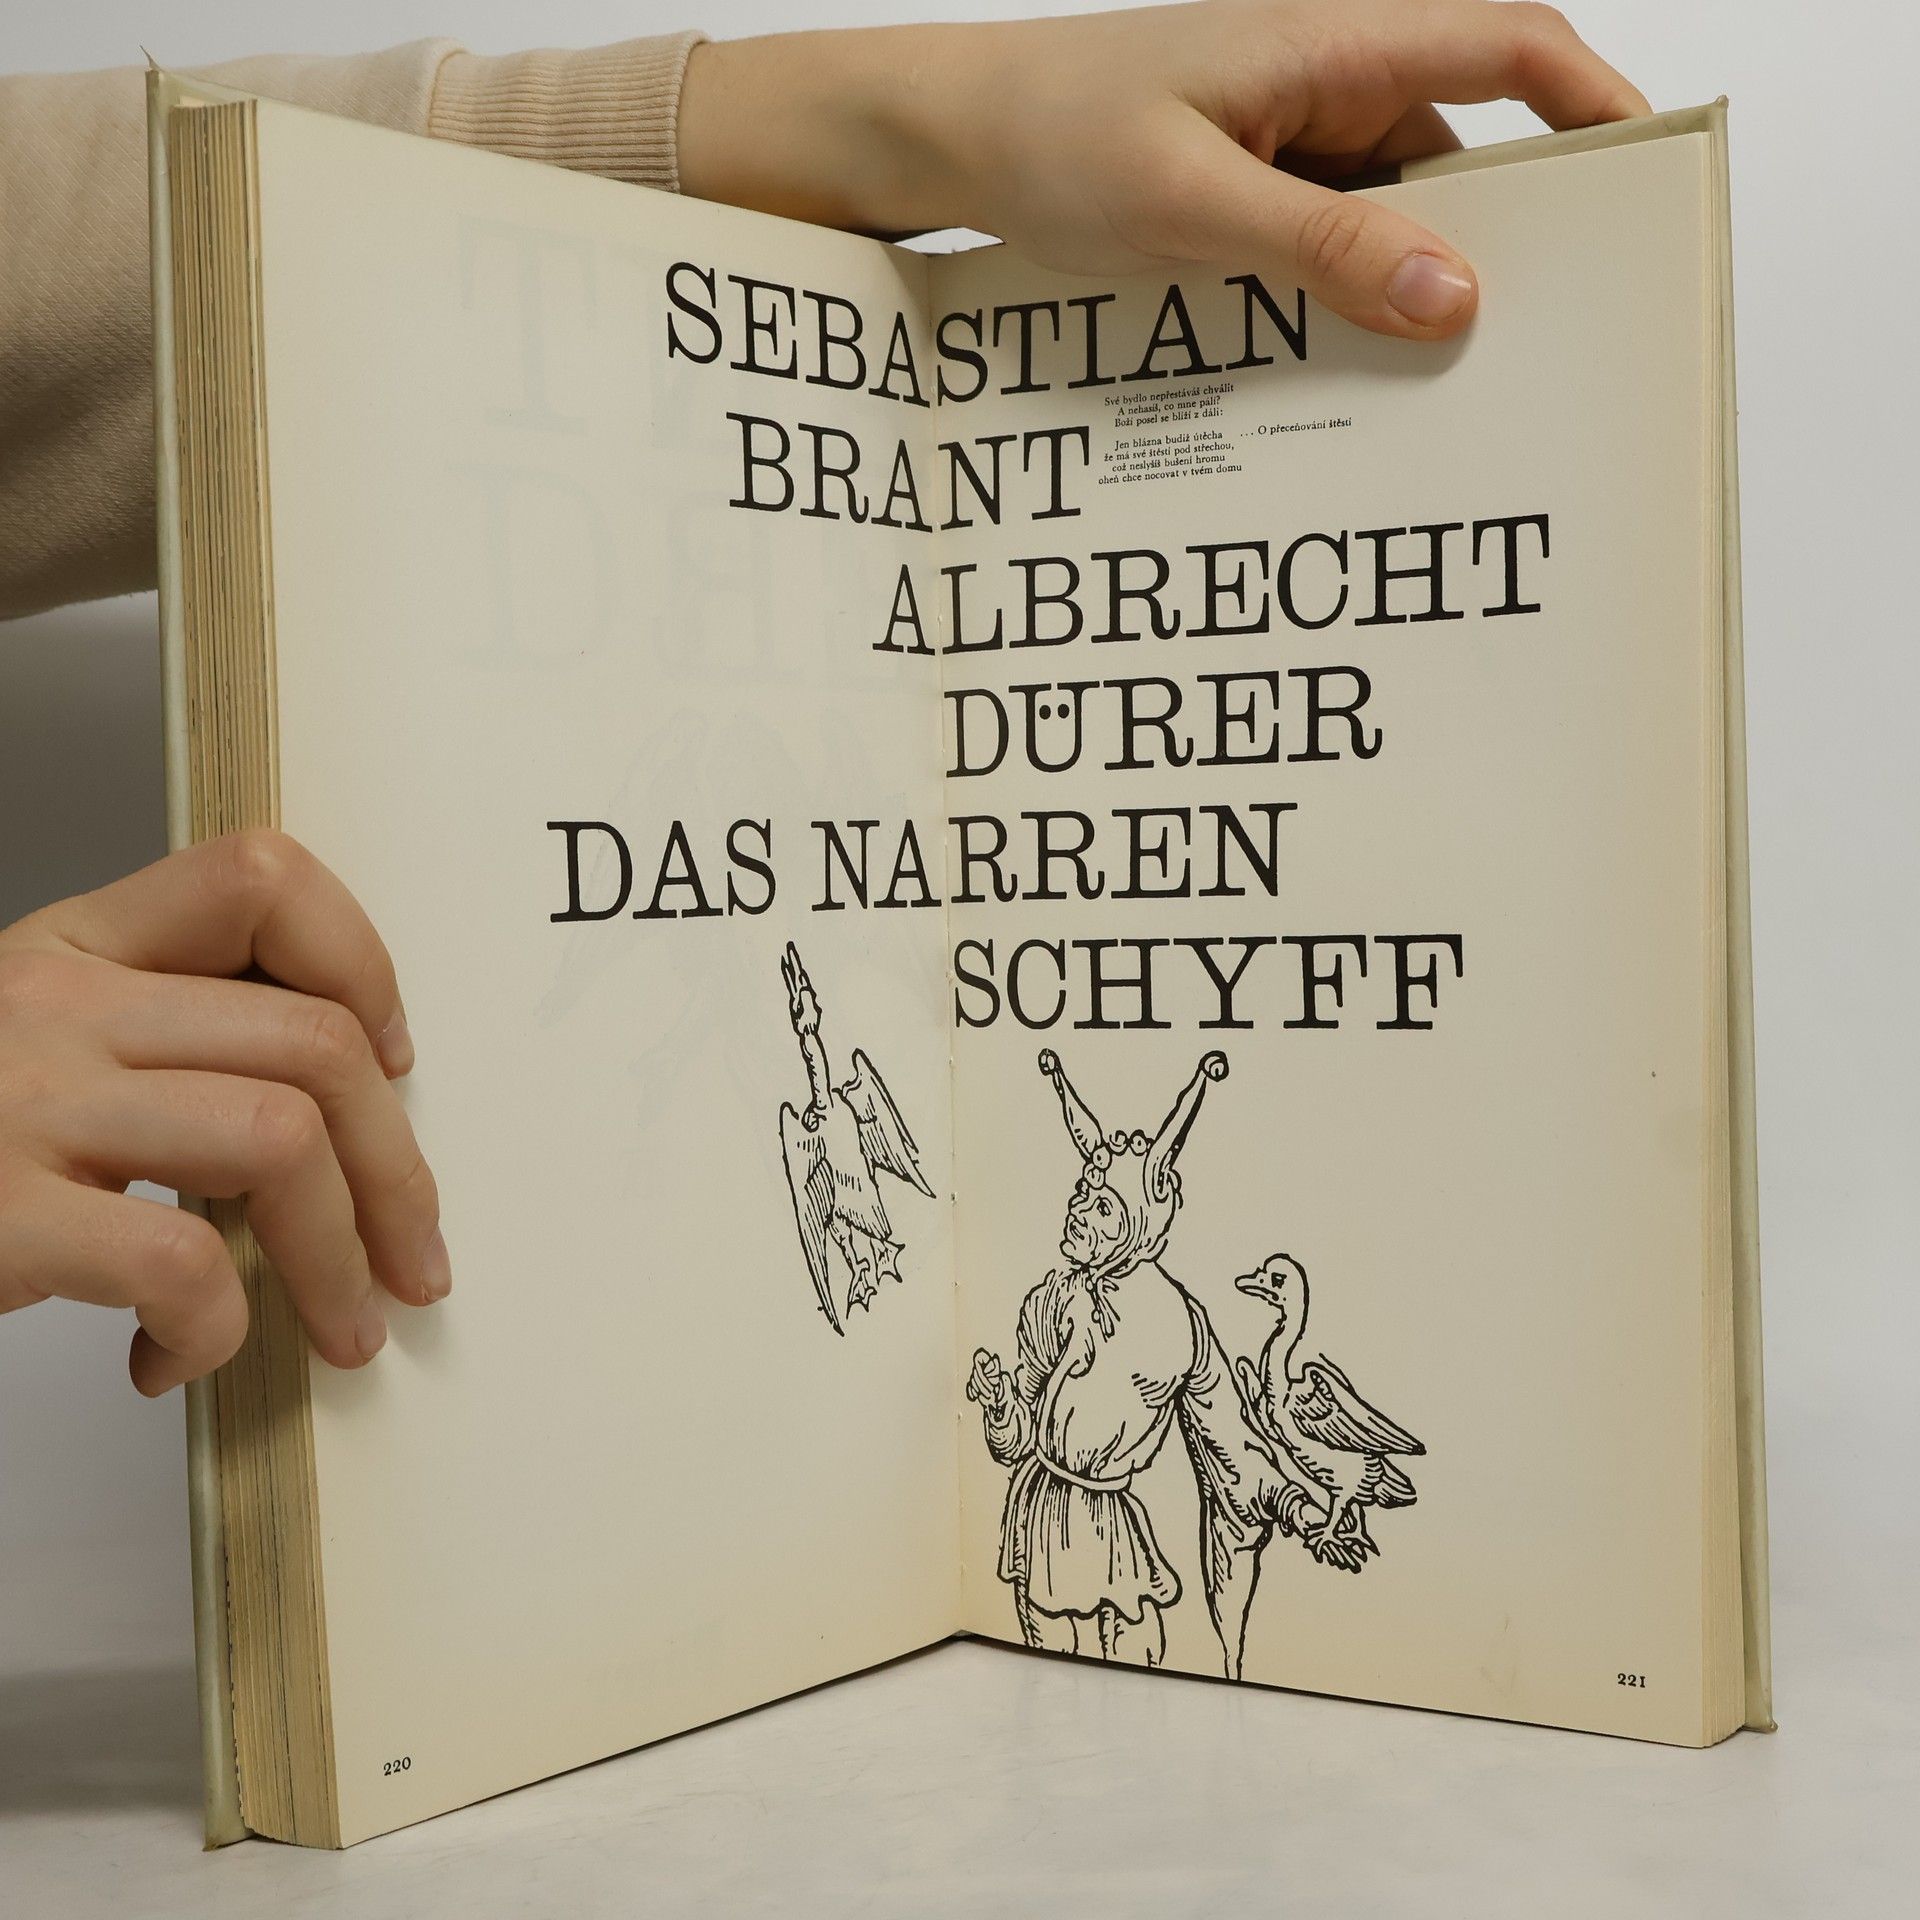 SEBASTIAN
Své bydlo nepřestáváš chválit
A nehasíš, co mne pálí?
Boží posel se blíží z dáli:
BRANT
Jen blázna budiž útěcha
že má své štěstí pod střechou,
což neslyšíš bušení hromu
oheň chce nocovat v tvém domu
... O přeceňování štěstí
ALBRECHT
DÜRER
DAS NARREN
SCHYFF
220
221